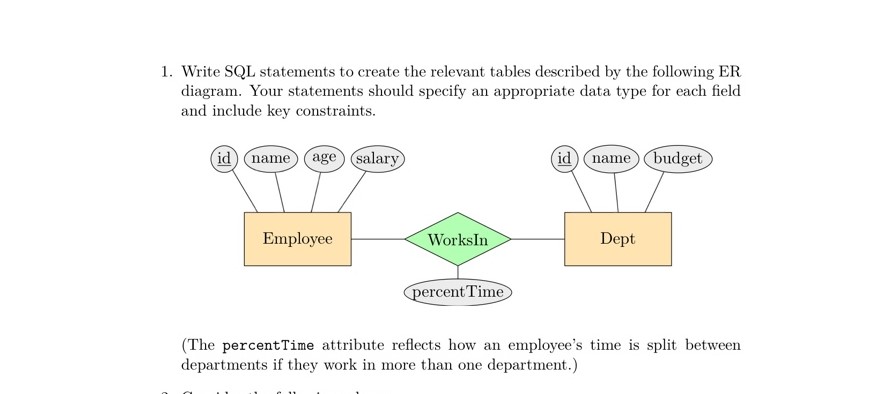 1. Write SQL statements to create the relevant tables described by the following ER
diagram. Your statements should specify an appropriate data type for each field
and include key constraints.
id name age salary id name budget
Employee WorksIn Dept
percentTime
(The percentTime attribute reflects how an employee's time is split between
departments if they work in more than one department.)